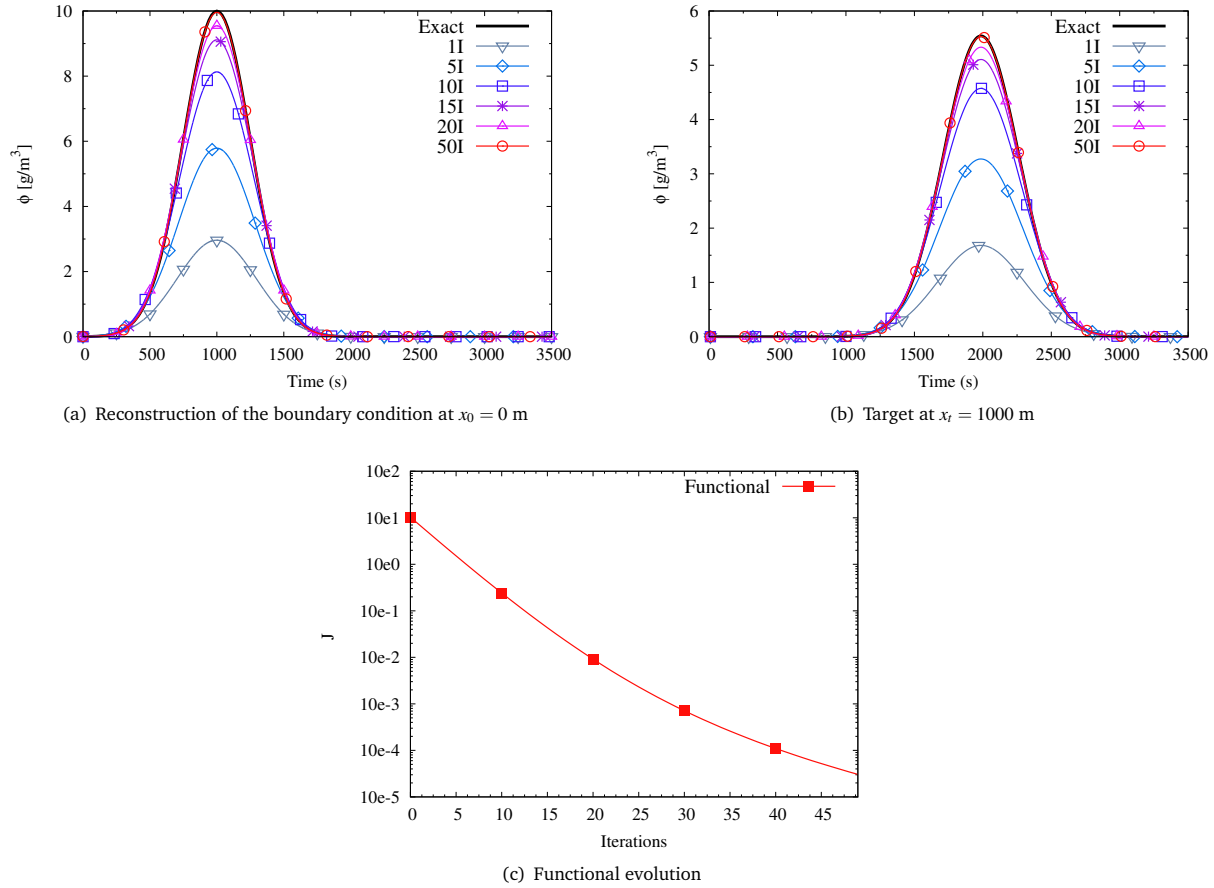 10
8
6
4
2
0
ϕ [g/m³]
0 500 1000 1500 2000 2500 3000 3500
Time (s)
Exact
1I
5I
10I
15I
20I
50I
(a) Reconstruction of the boundary condition at x₀ = 0 m
6
5
4
3
2
1
0
ϕ [g/m³]
0 500 1000 1500 2000 2500 3000 3500
Time (s)
Exact
1I
5I
10I
15I
20I
50I
(b) Target at xₜ = 1000 m
10e2
10e1
10e0
10e-1
10e-2
10e-3
10e-4
10e-5
J
Functional
0 5 10 15 20 25 30 35 40 45
Iterations
(c) Functional evolution